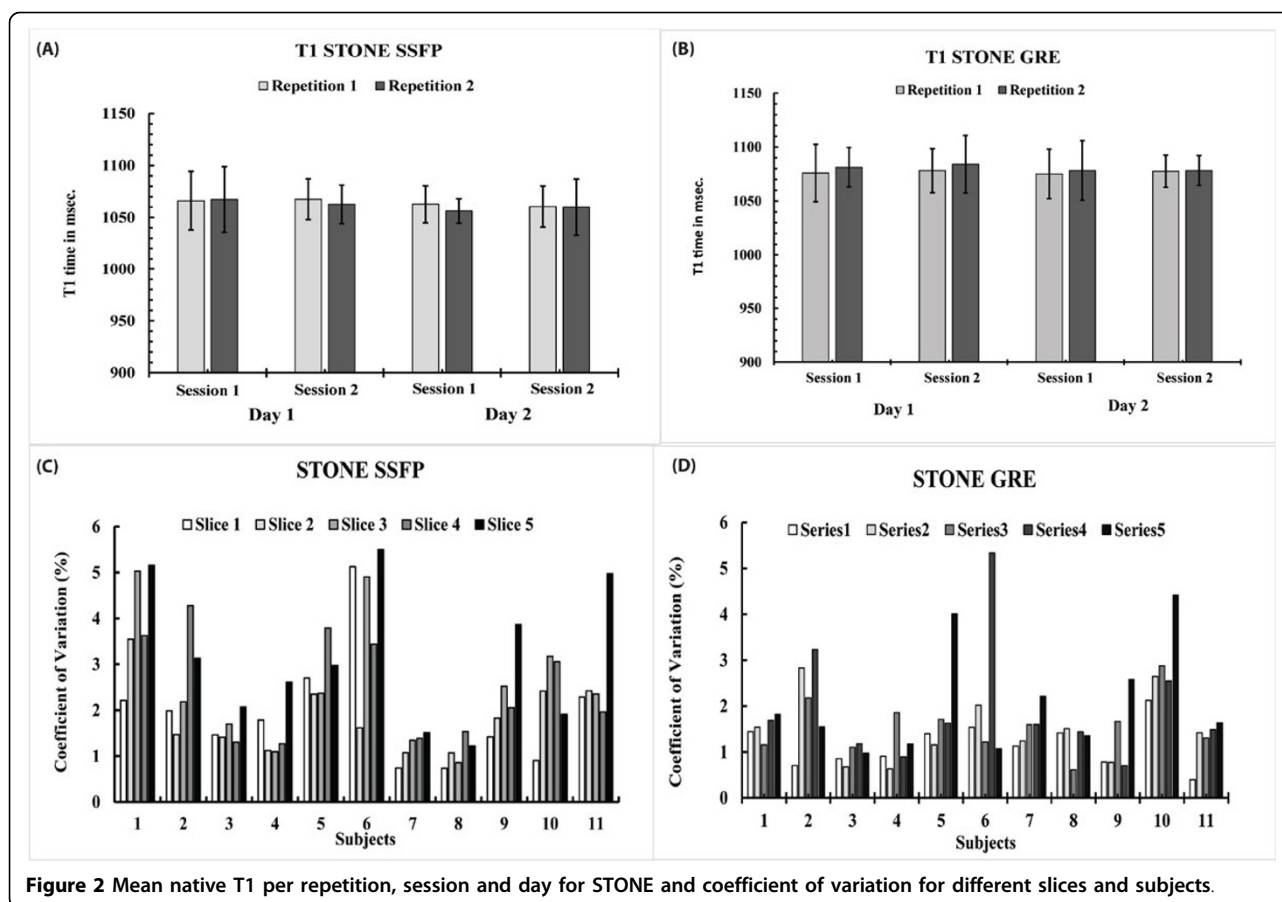 (A)
T1 STONE SSFP
Repetition 1 Repetition 2
1150
1100
1050
1000
950
900
T1 time in msec.
Session 1 Session 2 Session 1 Session 2
Day 1 Day 2
(B)
T1 STONE GRE
Repetition 1 Repetition 2
1150
1100
1050
1000
950
900
T1 time in msec.
Session 1 Session 2 Session 1 Session 2
Day 1 Day 2
(C)
STONE SSFP
Slice 1 Slice 2 Slice 3 Slice 4 Slice 5
6
5
4
3
2
1
0
Coefficient of Variation (%)
1 2 3 4 5 6 7 8 9 10 11
Subjects
(D)
STONE GRE
Series1 Series2 Series3 Series4 Series5
6
5
4
3
2
1
0
Coefficient of Variation (%)
1 2 3 4 5 6 7 8 9 10 11
Subjects
Figure 2 Mean native T1 per repetition, session and day for STONE and coefficient of variation for different slices and subjects.